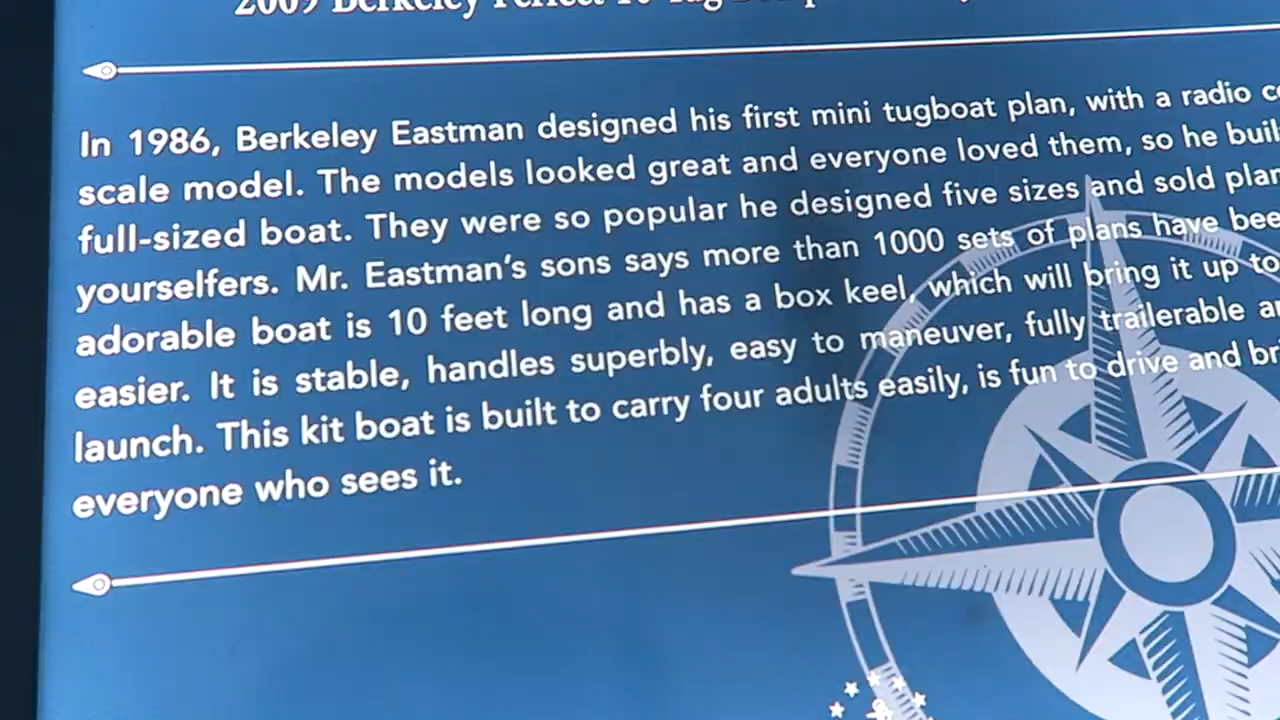 2009 Berkeley Perfect 10 Tug
In 1986, Berkeley Eastman designed his first mini tugboat plan, with a radio
scale model. The models looked great and everyone loved them, so he
full-sized boat. They were so popular he designed five sizes and sold
yourselfers. Mr. Eastman's sons says more than 1000 sets of plans have
adorable boat is 10 feet long and has a box keel, which will bring it up to
easier. It is stable, handles superbly, easy to maneuver, fully trailerable
launch. This kit boat is built to carry four adults easily, is fun to drive and
everyone who sees it.